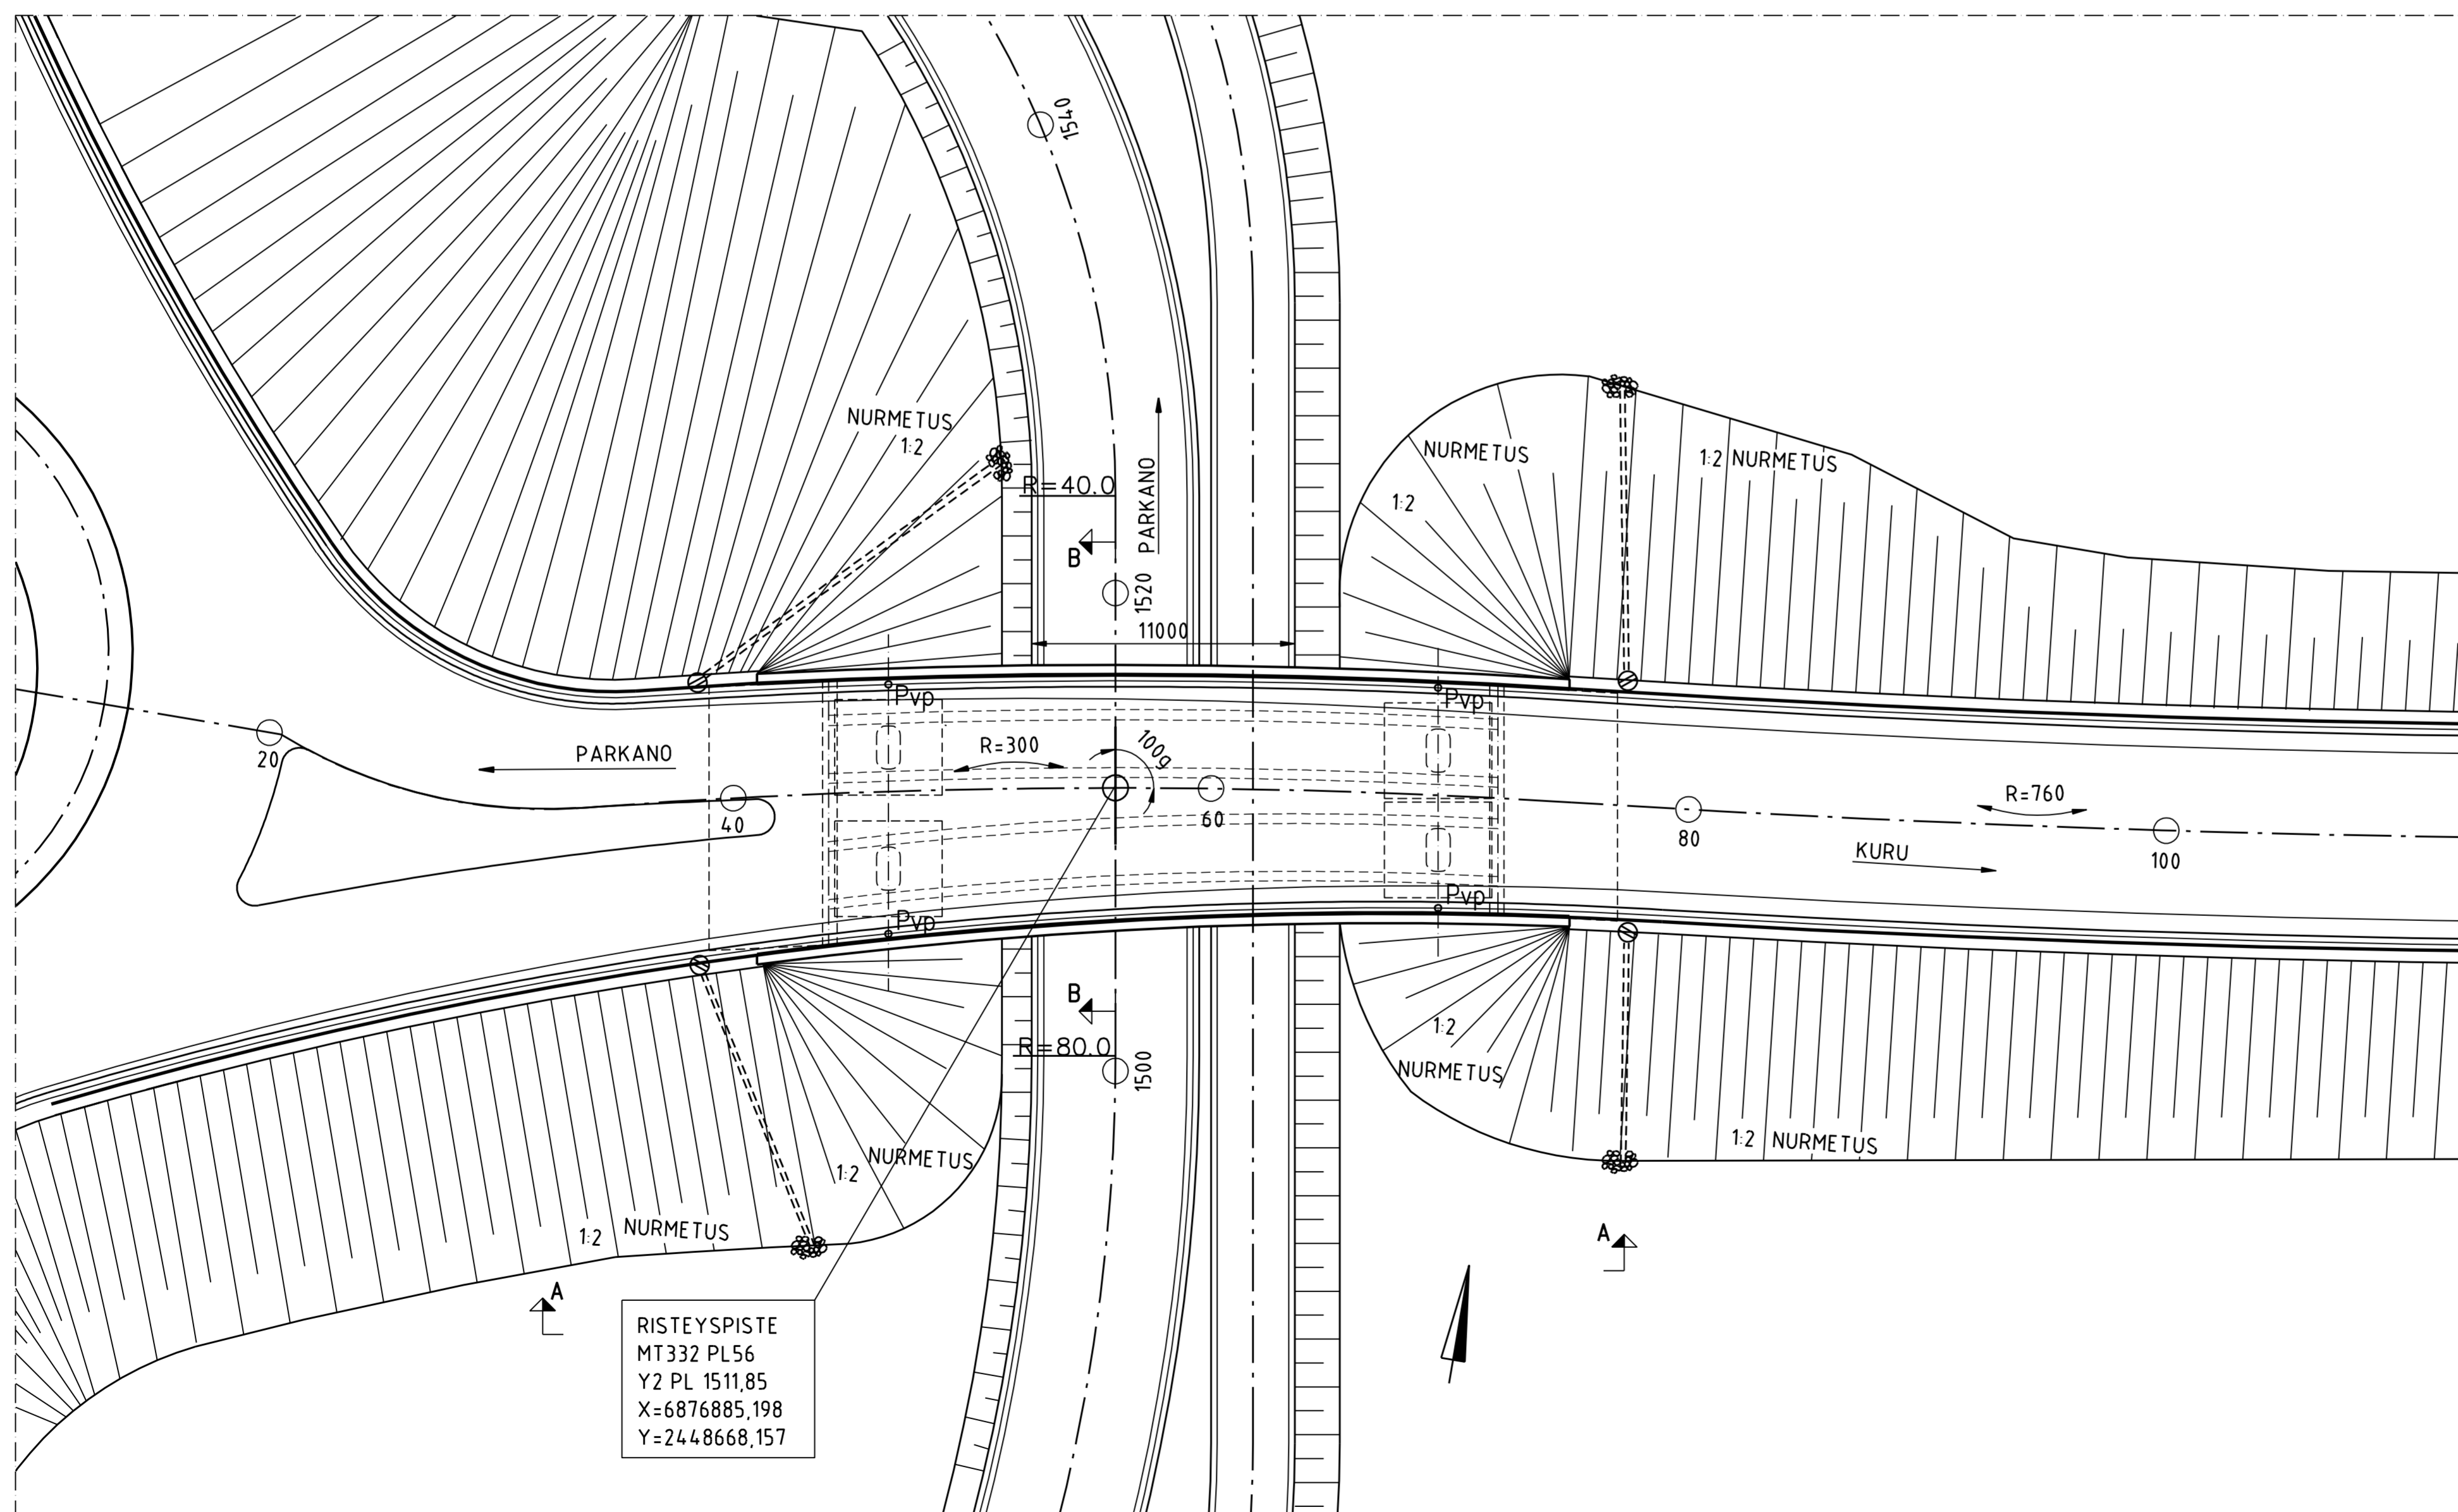 1540
NURMETUS
1:2
R=40.0
PARKANO
B
1520
11000
NURMETUS
1:2
1:2 NURMETUS
Pvp
Pvp
20
PARKANO
40
R=300
100g
60
80
R=760
KURU
100
Pvp
Pvp
B
R=80.0
1500
1:2
NURMETUS
1:2 NURMETUS
1:2 NURMETUS
1:2 NURMETUS
A
A
RISTEYSPISTE
MT332 PL56
Y2 PL 1511,85
X=6876885,198
Y=2448668,157